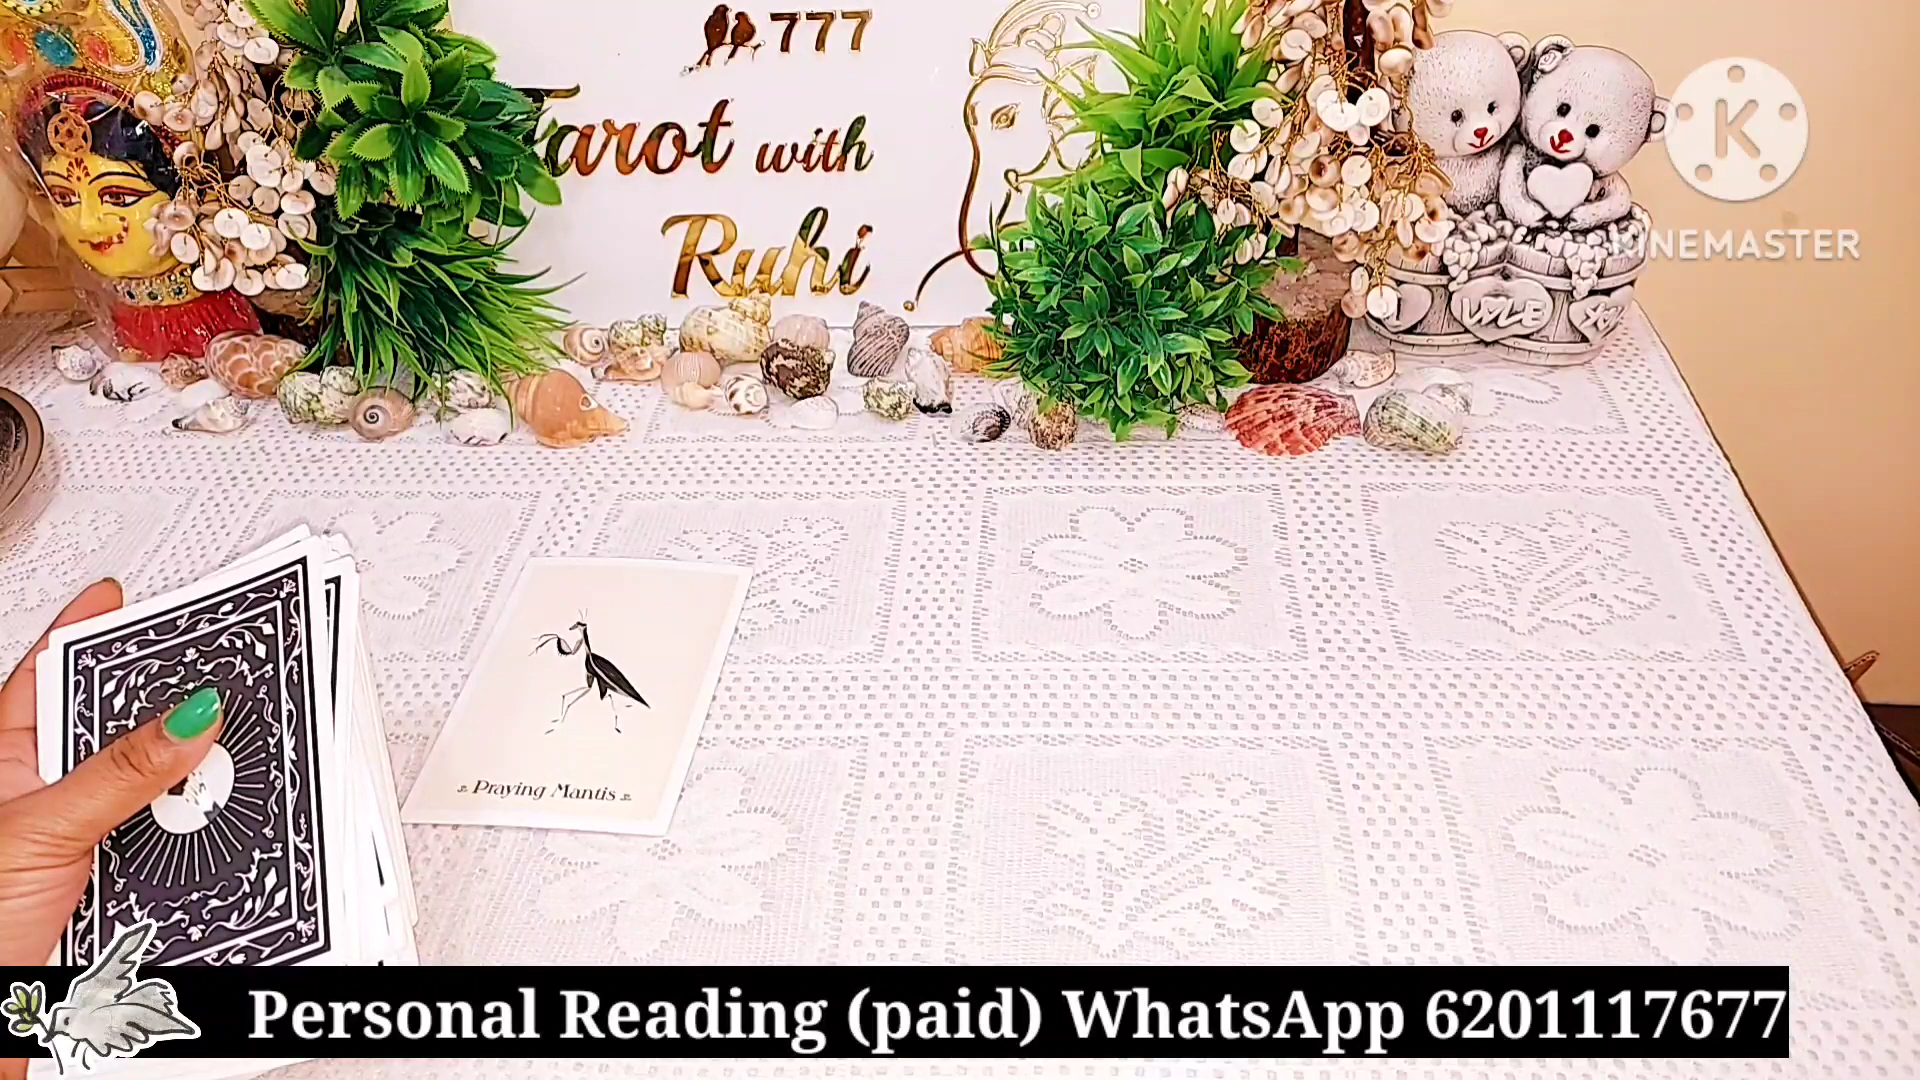 777
Tarot with
Ruhi
K
KINEMASTER
LOVE
Praying Mantis
Personal Reading (paid) WhatsApp 6201117677